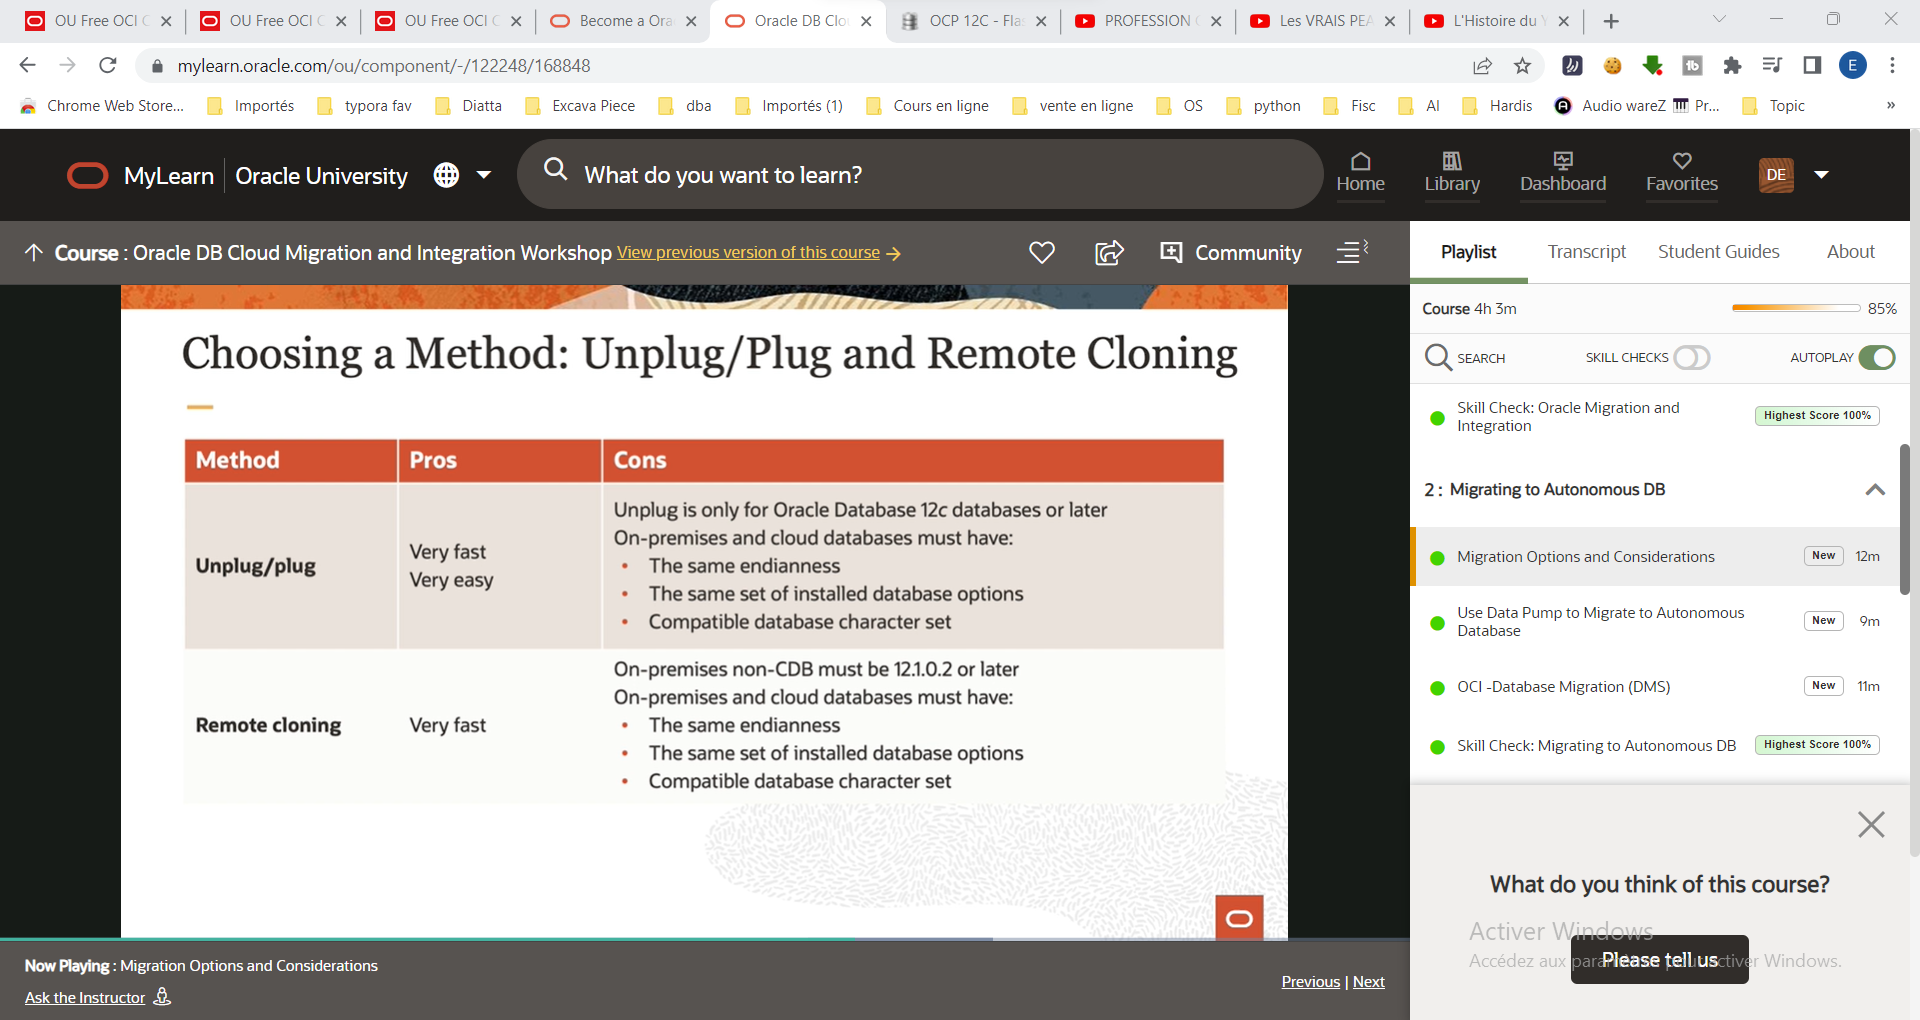 OU Free OCI C
OU Free OCI C
OU Free OCI C
Become a Ora
Oracle DB Clo
OCP 12C - Fla
PROFESSION
Les VRAIS PEA
L'Histoire du Y
mylearn.oracle.com/ou/component/-/122248/168848
E
Chrome Web Store...
Importés
typora fav
Diatta
Excava Piece
dba
Importés (1)
Cours en ligne
vente en ligne
OS
python
Fisc
AI
Hardis
Audio wareZ
Pr...
Topic
»
MyLearn
Oracle University
What do you want to learn?
Home
Library
Dashboard
Favorites
DE
Course : Oracle DB Cloud Migration and Integration Workshop View previous version of this course →
Community
Choosing a Method: Unplug/Plug and Remote Cloning
Method Pros Cons
Unplug/plug
Very fast
Very easy
Unplug is only for Oracle Database 12c databases or later
On-premises and cloud databases must have:
• The same endianness
• The same set of installed database options
• Compatible database character set
Remote cloning
Very fast
On-premises non-CDB must be 12.1.0.2 or later
On-premises and cloud databases must have:
• The same endianness
• The same set of installed database options
• Compatible database character set
Now Playing : Migration Options and Considerations
Ask the Instructor
Previous | Next
Playlist
Transcript
Student Guides
About
Course 4h 3m
85%
SEARCH
SKILL CHECKS
AUTOPLAY
Skill Check: Oracle Migration and
Integration
Highest Score 100%
2 : Migrating to Autonomous DB
Migration Options and Considerations
New 12m
Use Data Pump to Migrate to Autonomous
Database
New 9m
OCI -Database Migration (DMS)
New 11m
Skill Check: Migrating to Autonomous DB
Highest Score 100%
What do you think of this course?
Activer Windows
Please tell us
Accédez aux activer Windows.